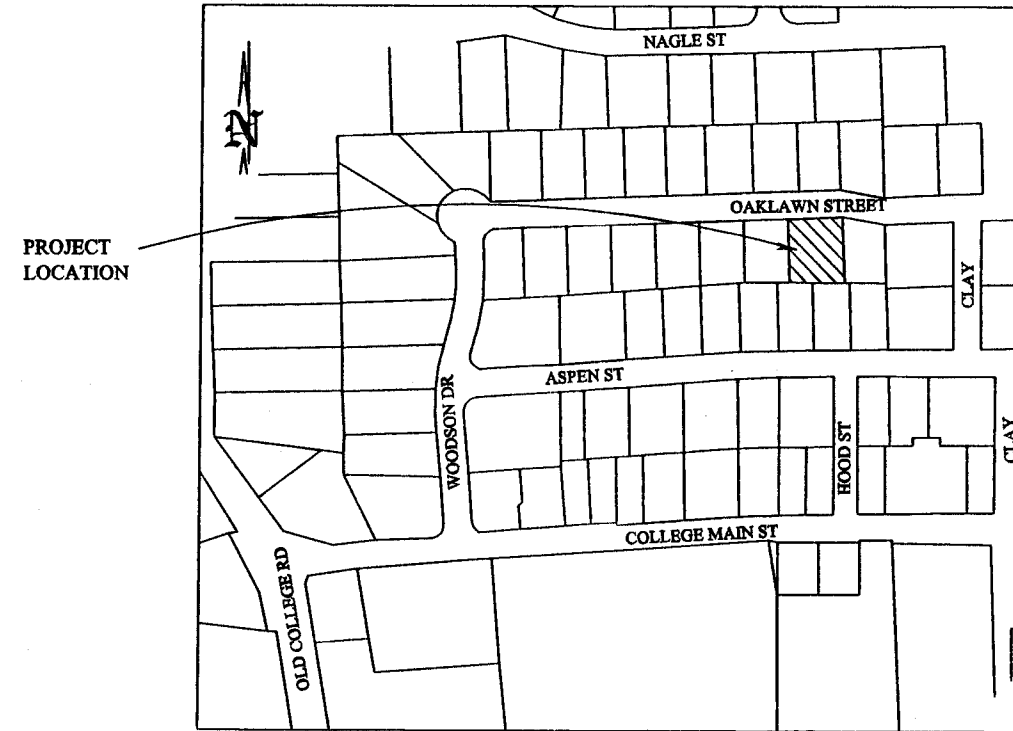 NAGLE ST
N
OAKLAWN STREET
PROJECT
LOCATION
CLAY
ASPEN ST
WOODSON DR
HOOD ST
CLAY
COLLEGE MAIN ST
OLD COLLEGE RD